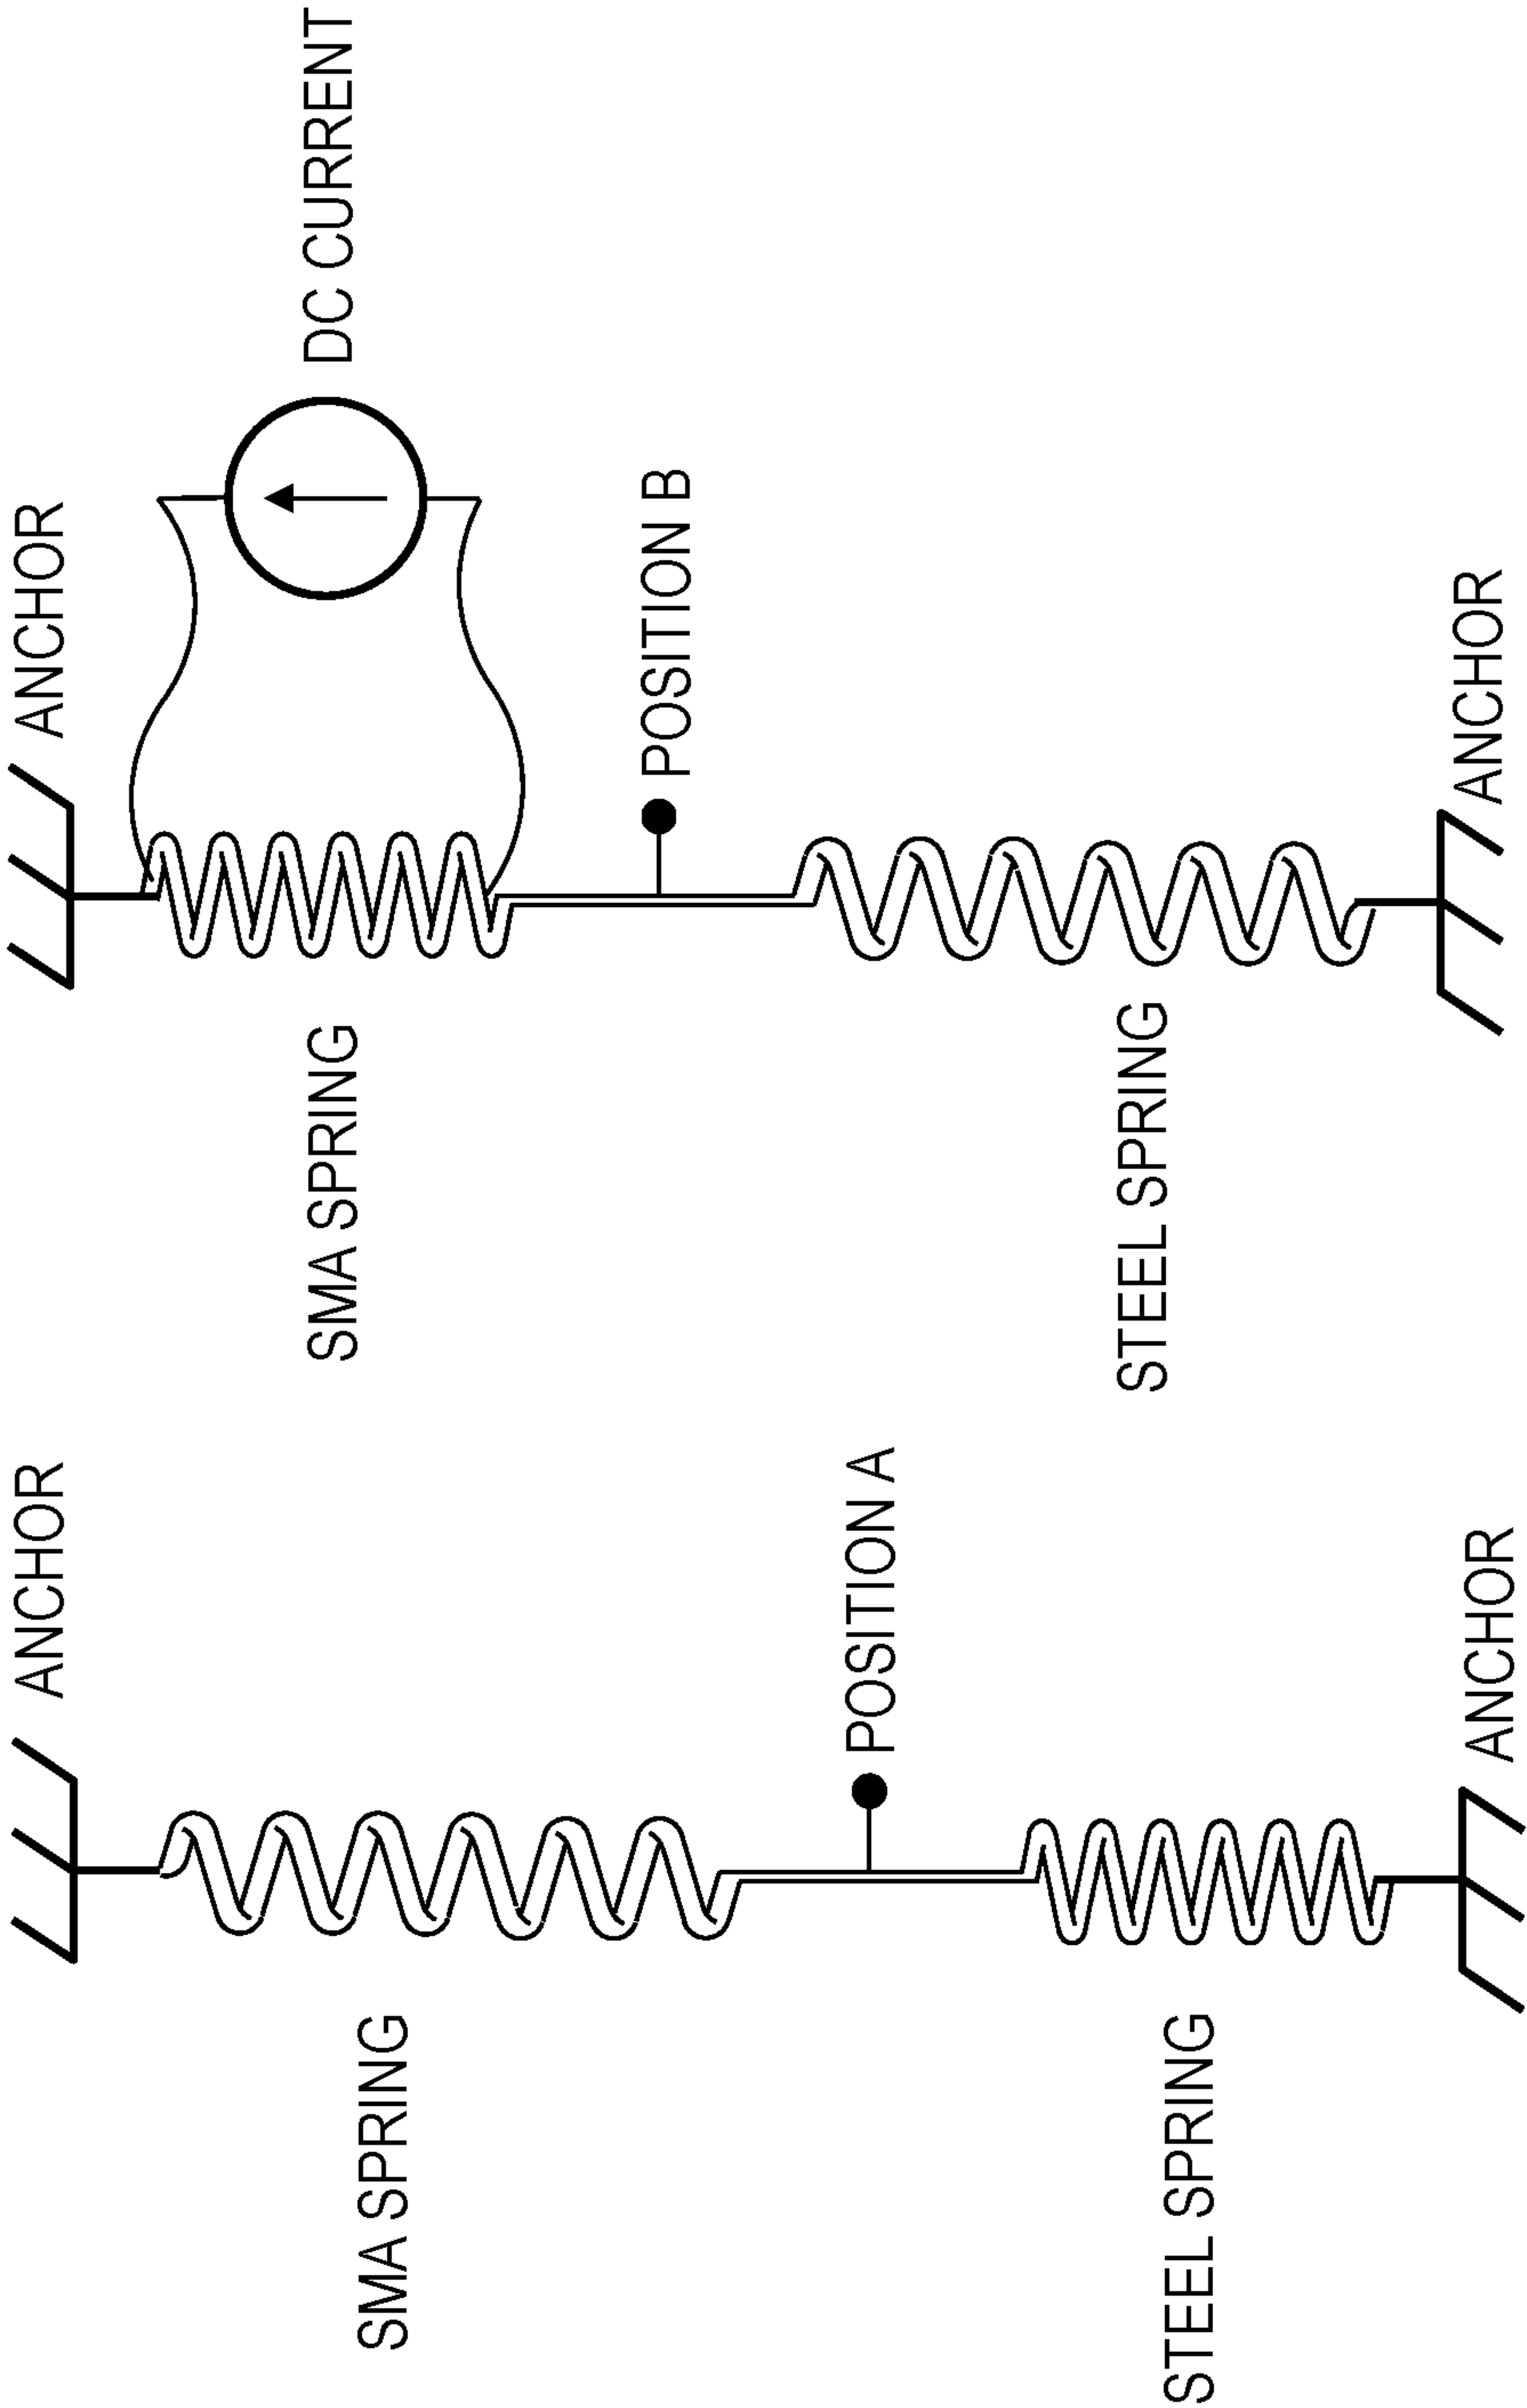 ANCHOR
SMA SPRING
POSITION A
STEEL SPRING
ANCHOR
ANCHOR
DC CURRENT
SMA SPRING
POSITION B
STEEL SPRING
ANCHOR